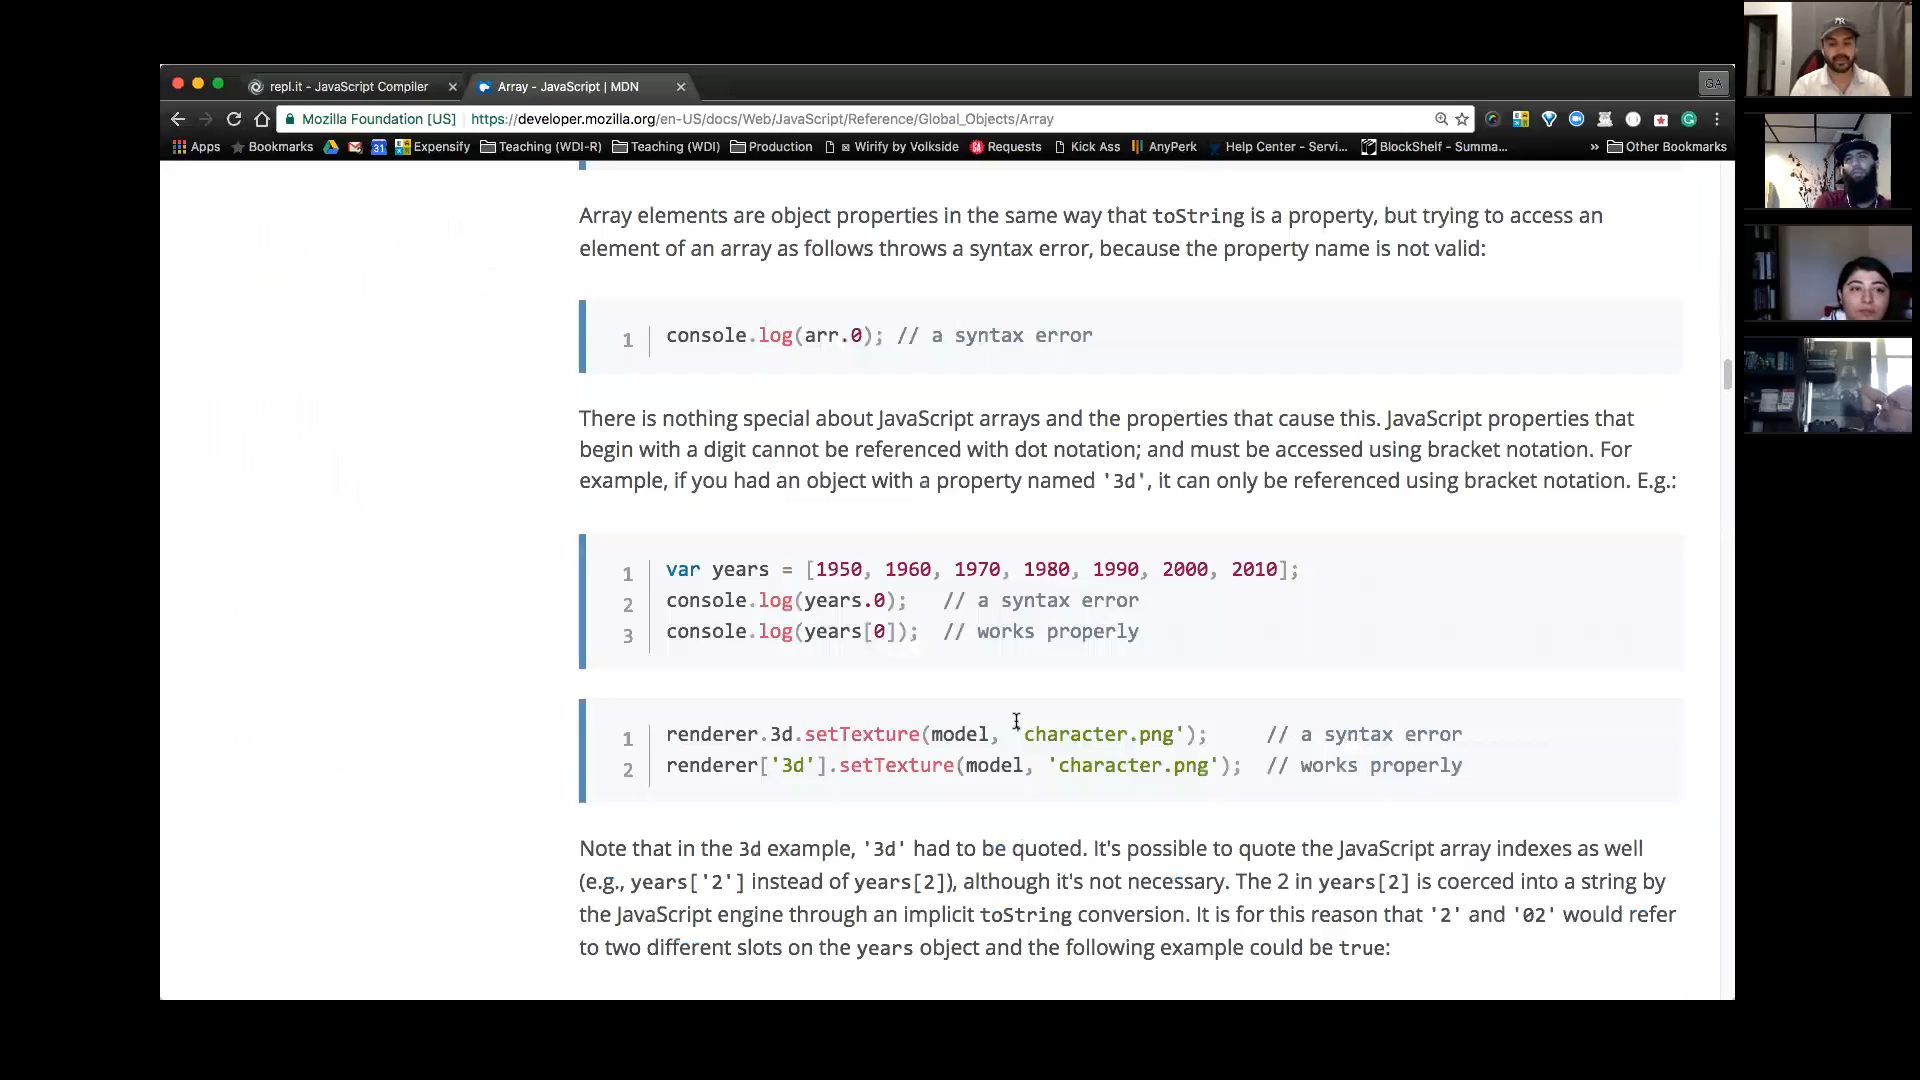 repl.it - JavaScript Compiler
Array - JavaScript | MDN
GA
Mozilla Foundation [US]
https://developer.mozilla.org/en-US/docs/Web/JavaScript/Reference/Global_Objects/Array
Apps
Bookmarks
31
Expensify
Teaching (WDI-R)
Teaching (WDI)
Production
Wirify by Volkside
GA
Requests
Kick Ass
AnyPerk
Help Center - Servi...
BlockShelf - Summa...
» Other Bookmarks
Array elements are object properties in the same way that toString is a property, but trying to access an
element of an array as follows throws a syntax error, because the property name is not valid:
1 console.log(arr.0); // a syntax error
There is nothing special about JavaScript arrays and the properties that cause this. JavaScript properties that
begin with a digit cannot be referenced with dot notation; and must be accessed using bracket notation. For
example, if you had an object with a property named '3d', it can only be referenced using bracket notation. E.g.:
1 var years = [1950, 1960, 1970, 1980, 1990, 2000, 2010];
2 console.log(years.0); // a syntax error
3 console.log(years[0]); // works properly
1 renderer.3d.setTexture(model, 'character.png'); // a syntax error
2 renderer['3d'].setTexture(model, 'character.png'); // works properly
Note that in the 3d example, '3d' had to be quoted. It's possible to quote the JavaScript array indexes as well
(e.g., years['2'] instead of years[2]), although it's not necessary. The 2 in years[2] is coerced into a string by
the JavaScript engine through an implicit toString conversion. It is for this reason that '2' and '02' would refer
to two different slots on the years object and the following example could be true: